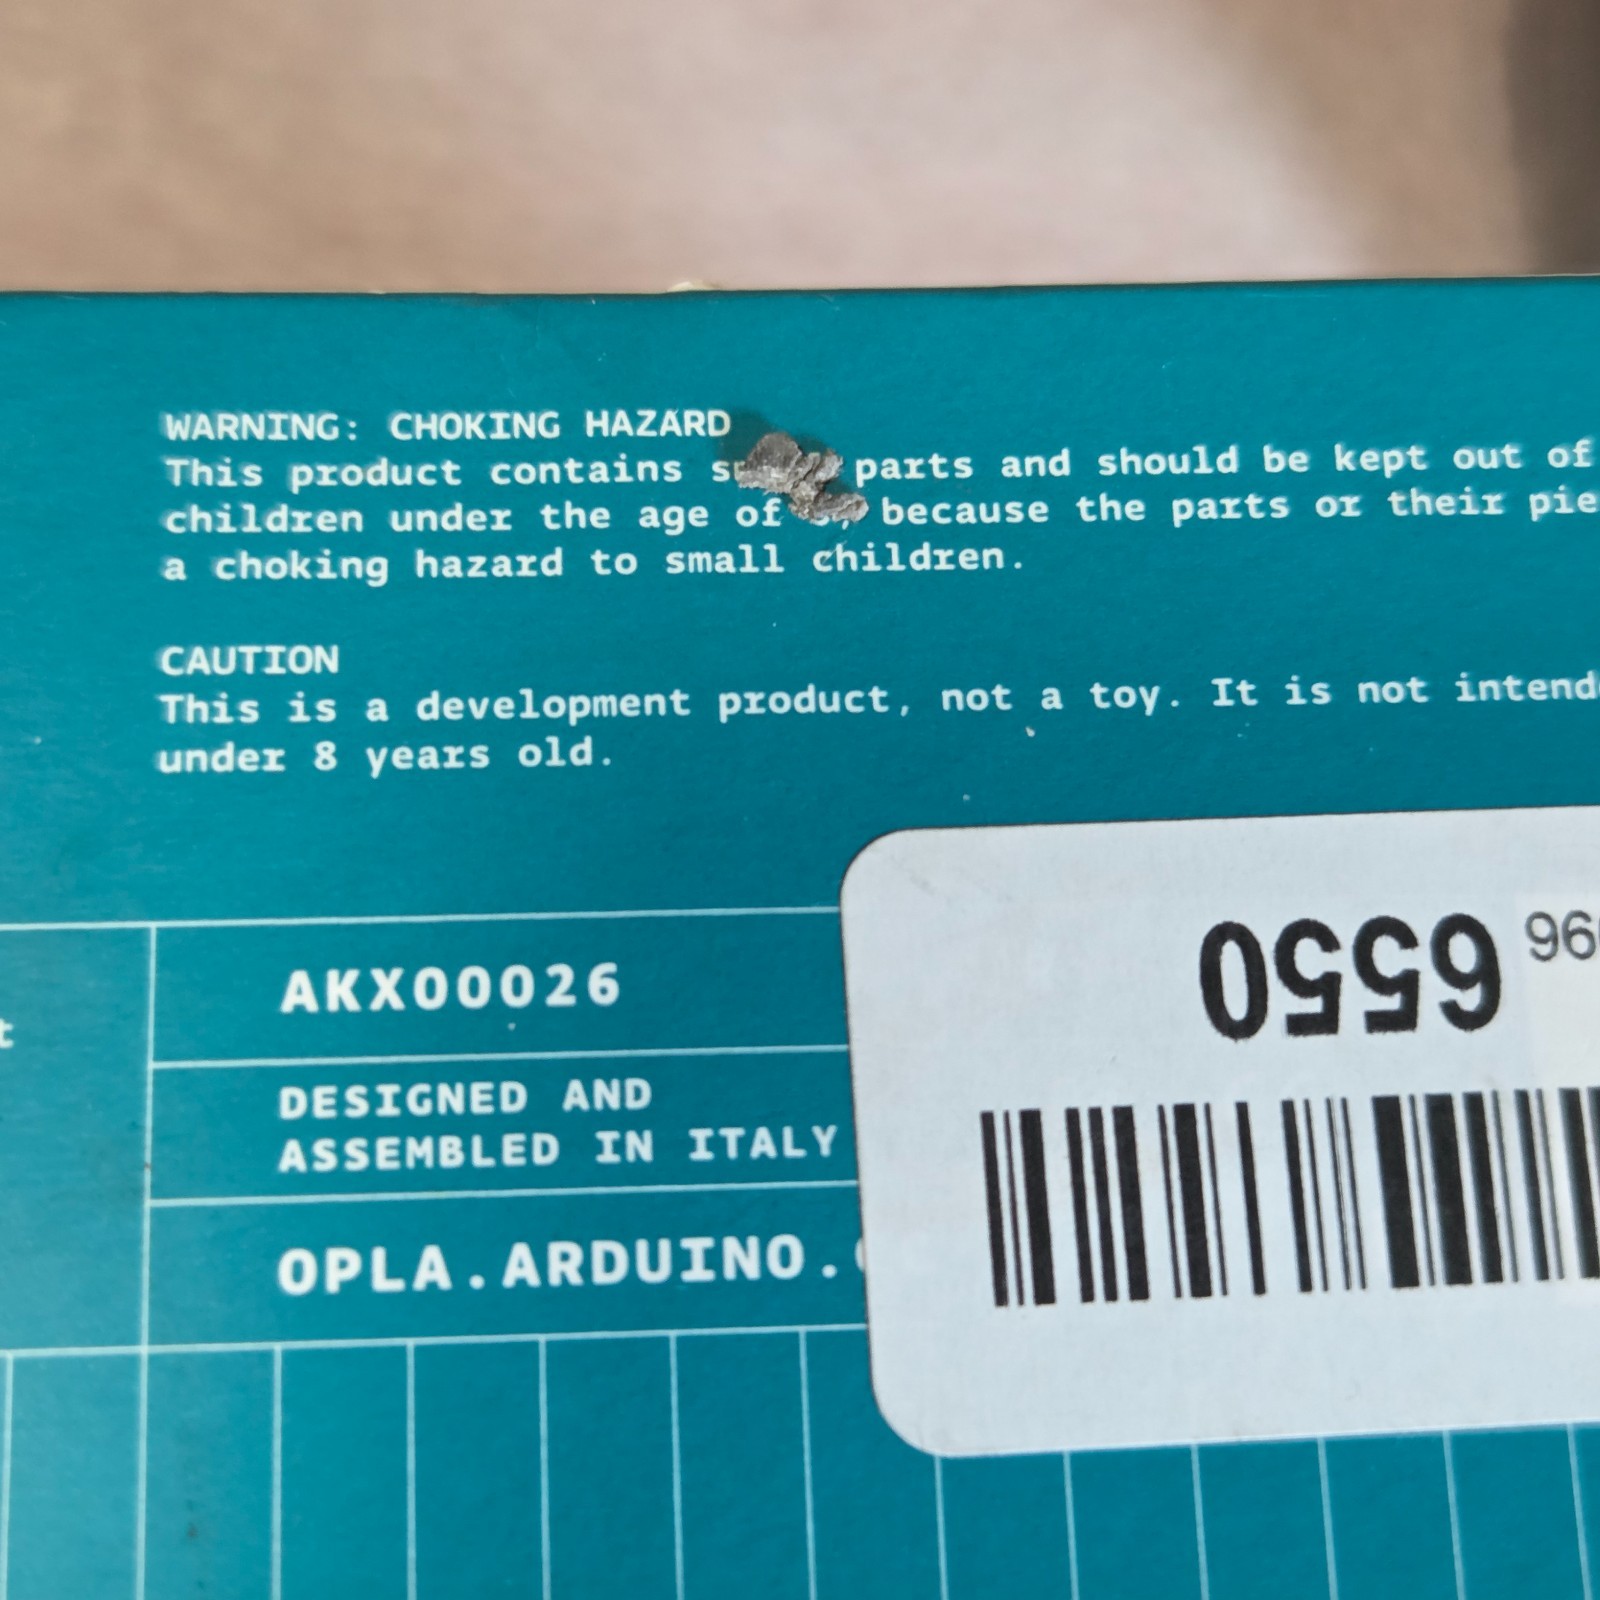 WARNING: CHOKING HAZARD
This product contains parts and should be kept out of
children under the age of because the parts or their
a choking hazard to small children.
CAUTION
This is a development product, not a toy. It is not
under 8 years old.
AKX00026
DESIGNED AND
ASSEMBLED IN ITALY
OPLA.ARDUINO.
6550